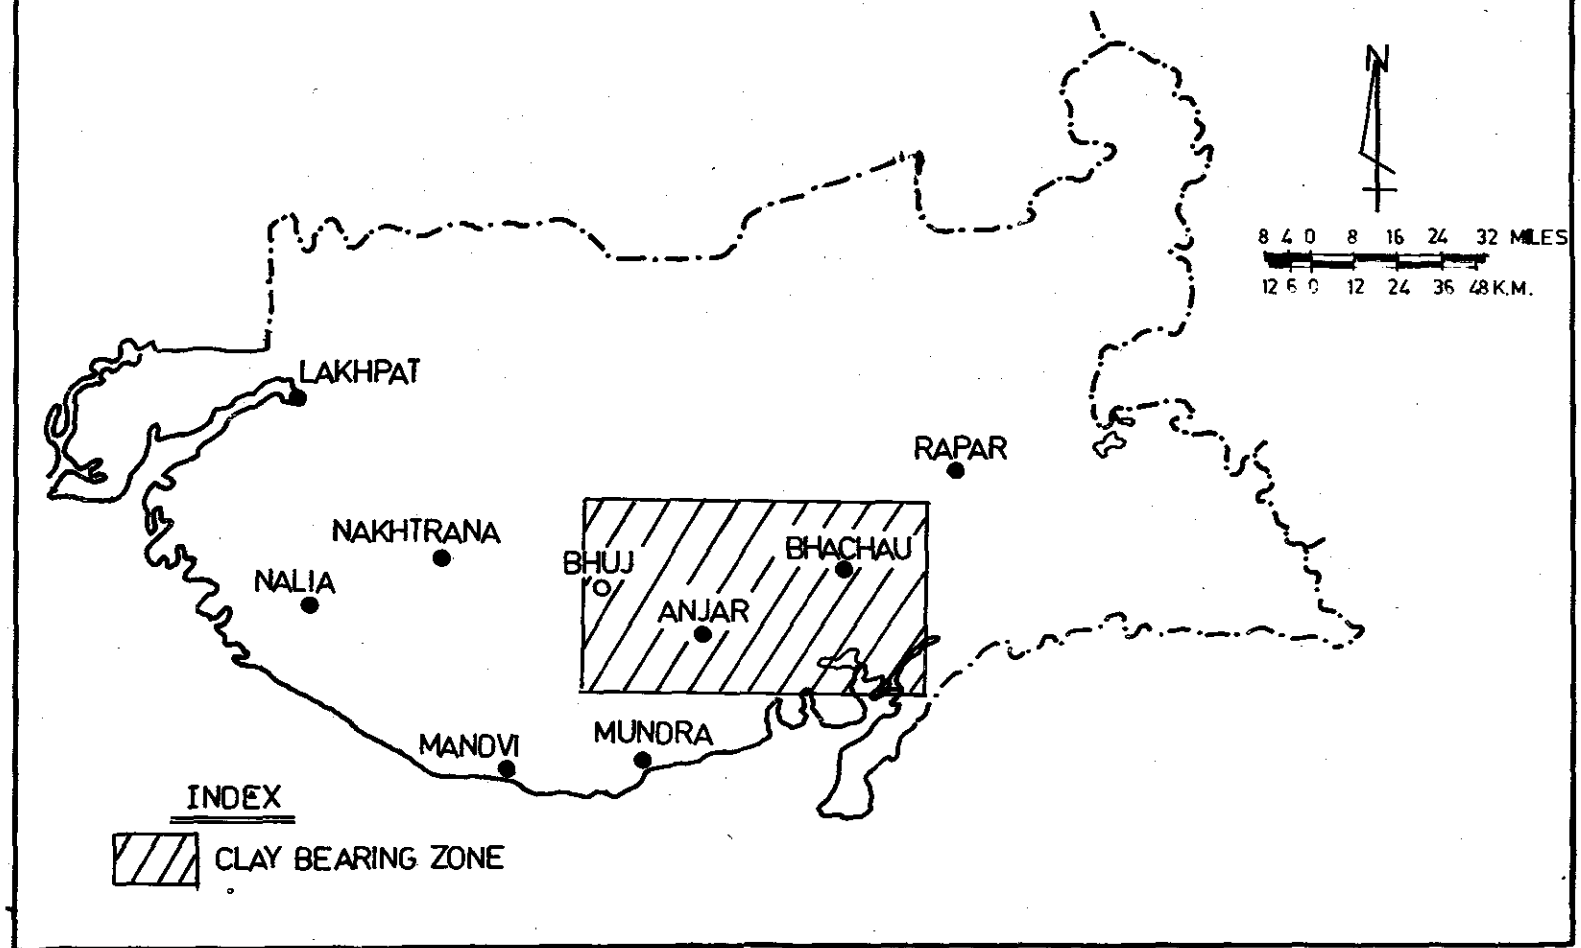 N
8 4 0 8 16 24 32 MILES
12 6 0 12 24 36 48 K.M.
LAKHPAT
RAPAR
NAKHTRANA
BHACHAU
BHUJ
NALIA
ANJAR
MUNDRA
MANDVI
INDEX
CLAY BEARING ZONE